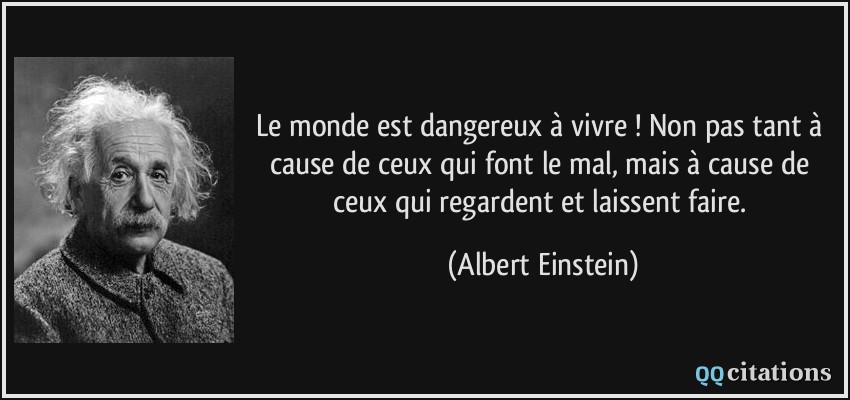 Le monde est dangereux à vivre ! Non pas tant à
cause de ceux qui font le mal, mais à cause de
ceux qui regardent et laissent faire.
(Albert Einstein)
QQcitations